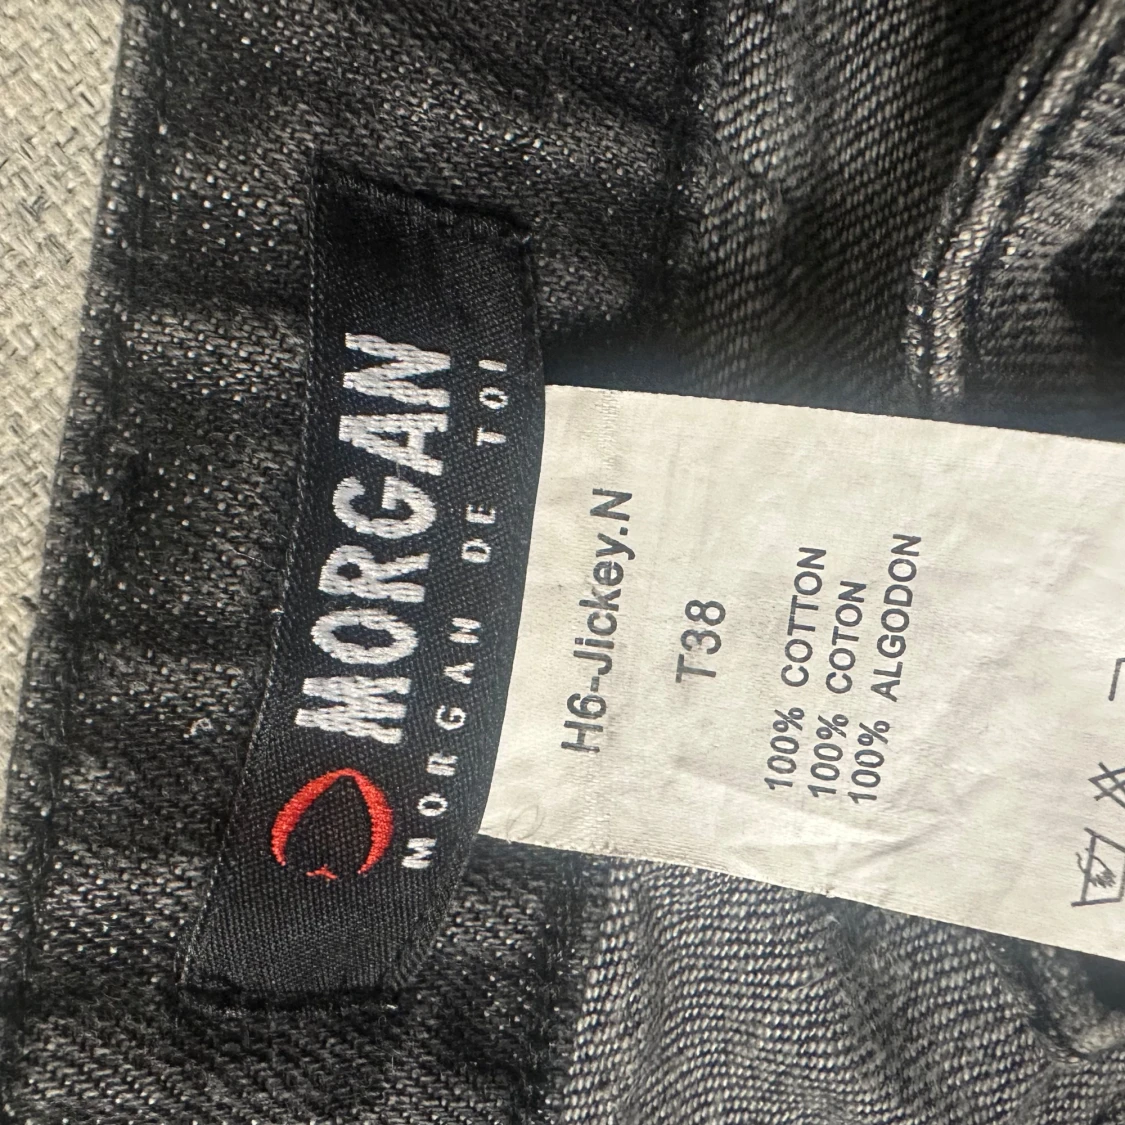 MORGAN
MORGAN DE TOI
H6-Jickey.N
T38
100% COTTON
100% COTON
100% ALGODON